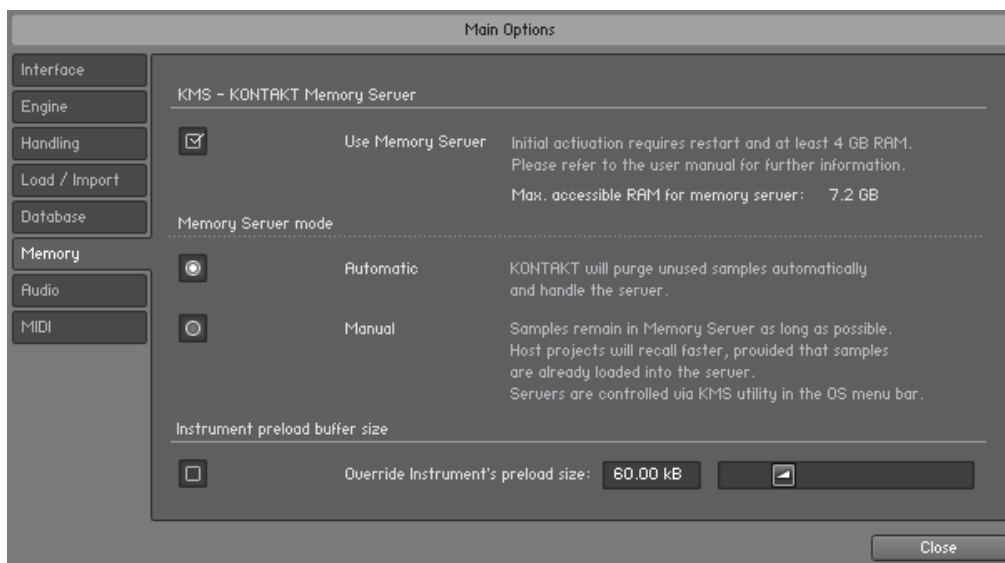 Main Options
Interface
Engine
Handling
Load / Import
Database
Memory
Audio
MIDI
KMS - KONTAKT Memory Server
Use Memory Server
Initial activation requires restart and at least 4 GB RAM.
Please refer to the user manual for further information.
Max. accessible RAM for memory server: 7.2 GB
Memory Server mode
Automatic
KONTAKT will purge unused samples automatically
and handle the server.
Manual
Samples remain in Memory Server as long as possible.
Host projects will recall faster, provided that samples
are already loaded into the server.
Servers are controlled via KMS utility in the OS menu bar.
Instrument preload buffer size
Override Instrument's preload size: 60.00 kB
Close